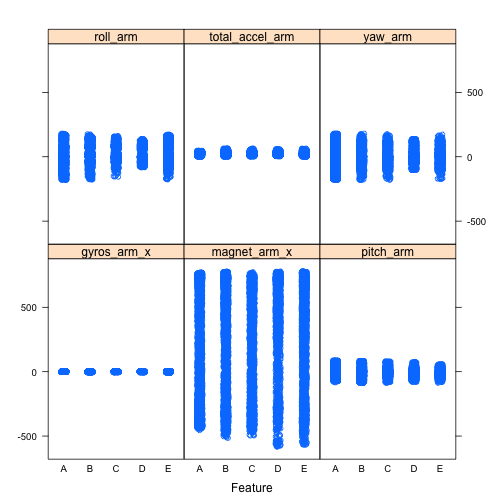 roll_arm total_accel_arm yaw_arm
500
0
-500
gyros_arm_x magnet_arm_x pitch_arm
500
0
-500
A B C D E A B C D E A B C D E
Feature